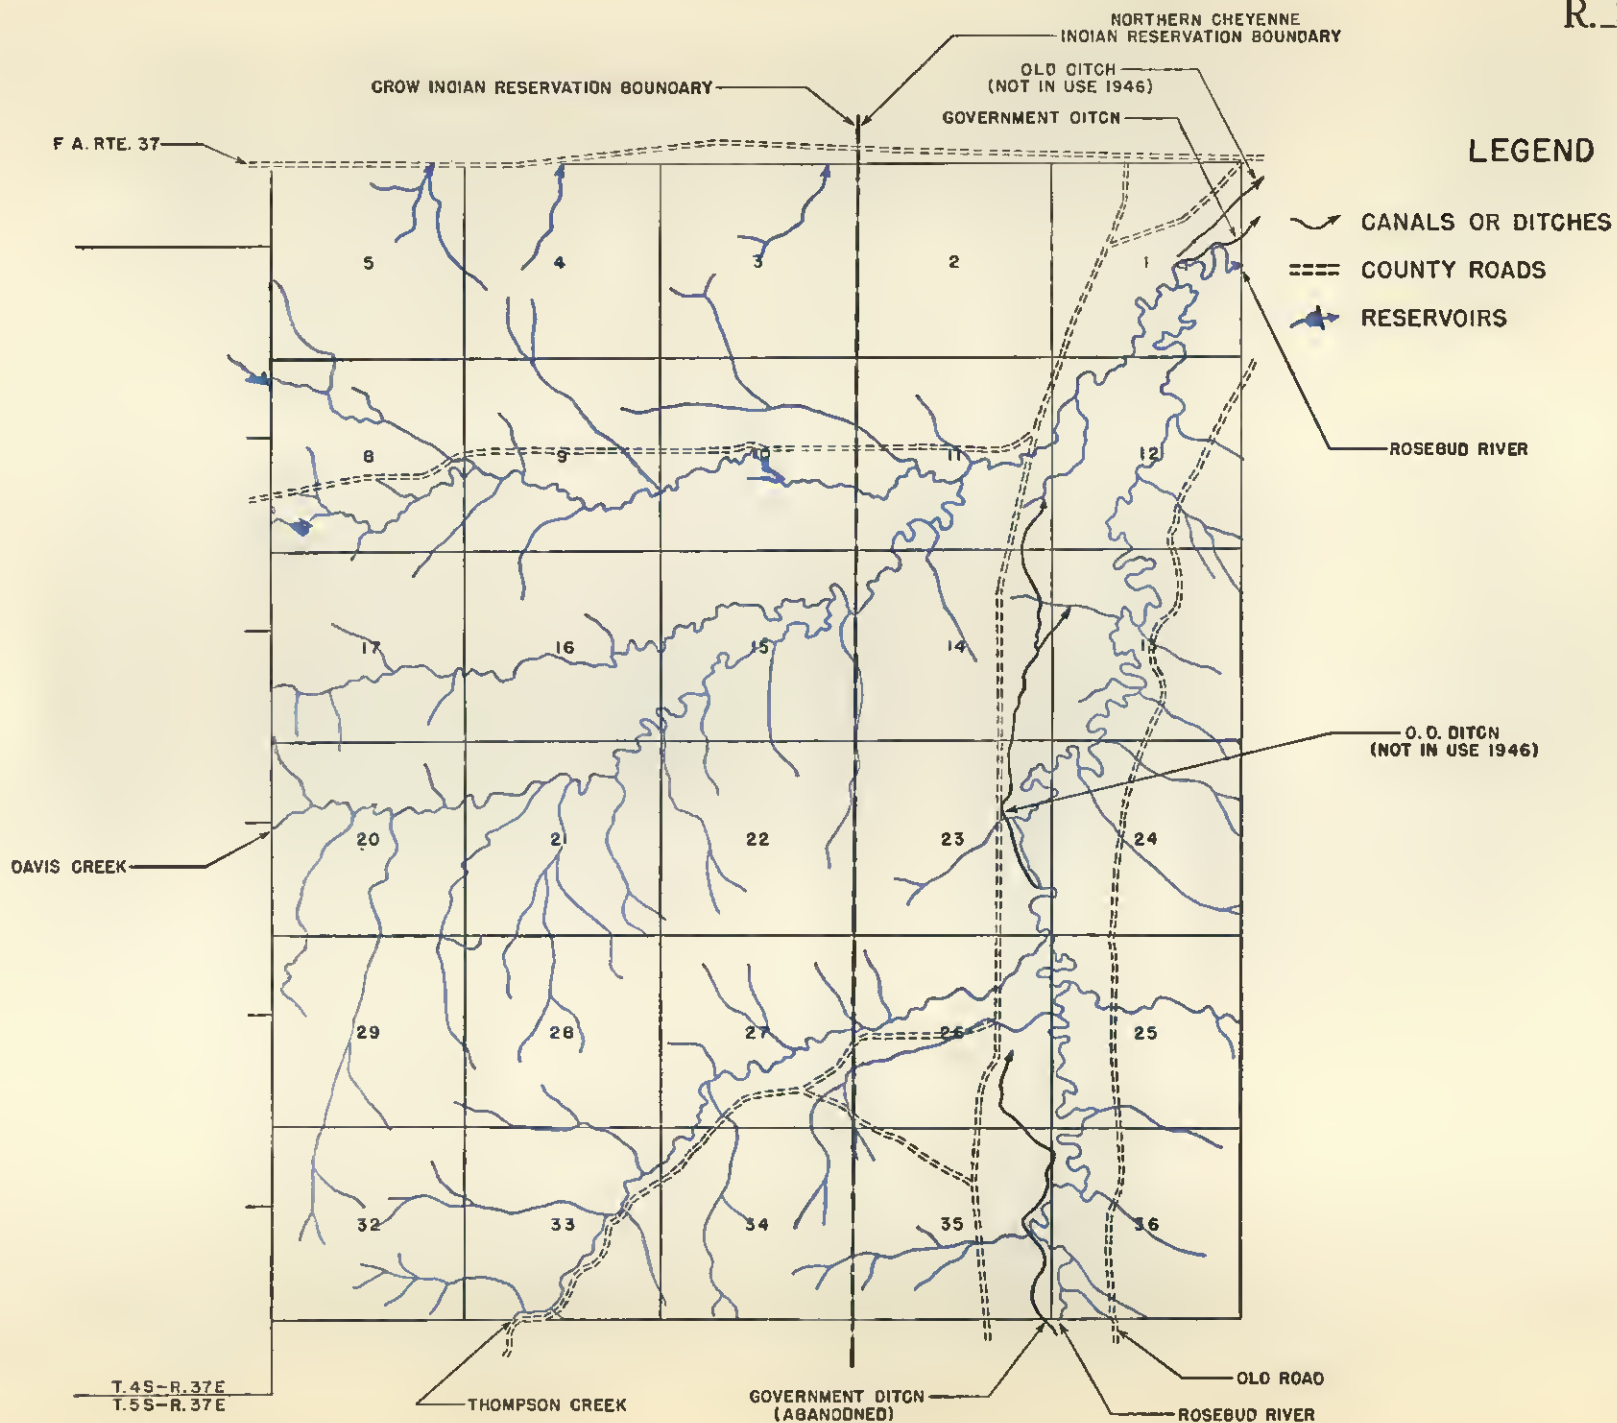 R.
NORTHERN CHEYENNE
INDIAN RESERVATION BOUNDARY
OLD DITCH
(NOT IN USE 1946)
CROW INDIAN RESERVATION BOUNDARY
GOVERNMENT DITCH
F A. RTE. 37
LEGEND
CANALS OR DITCHES
COUNTY ROADS
RESERVOIRS
5 4 3 2 1
8 9 10 11 12
ROSEBUD RIVER
17 16 15 14
O.D. DITCH
(NOT IN USE 1946)
20 21 22 23 24
DAVIS CREEK
29 28 27 26 25
32 33 34 35 36
T.4S-R.37E
T.5S-R.37E
THOMPSON CREEK
GOVERNMENT DITCH
(ABANDONED)
OLD ROAD
ROSEBUD RIVER